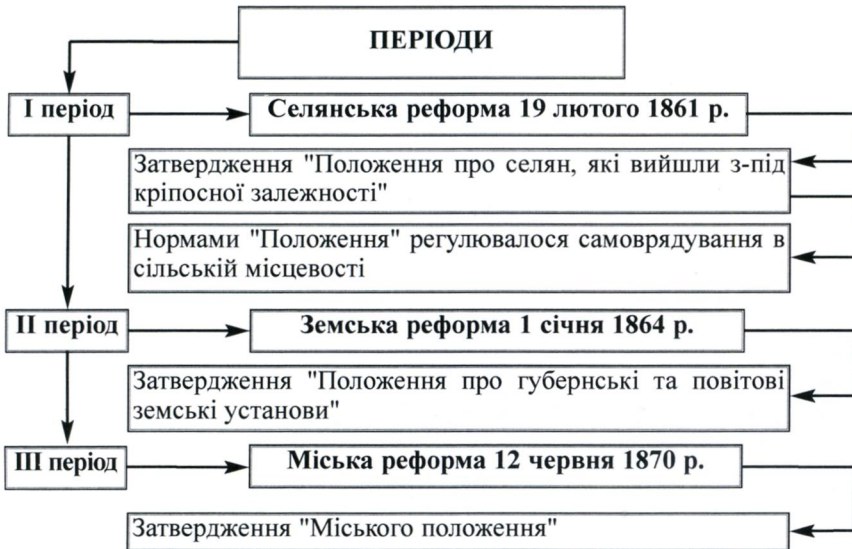 ПЕРІОДИ
І період
Селянська реформа 19 лютого 1861 р.
Затвердження "Положення про селян, які вийшли з-під
кріпосної залежності"
Нормами "Положення" регулювалося самоврядування в
сільській місцевості
ІІ період
Земська реформа 1 січня 1864 р.
Затвердження "Положення про губернські та повітові
земські установи"
ІІІ період
Міська реформа 12 червня 1870 р.
Затвердження "Міського положення"